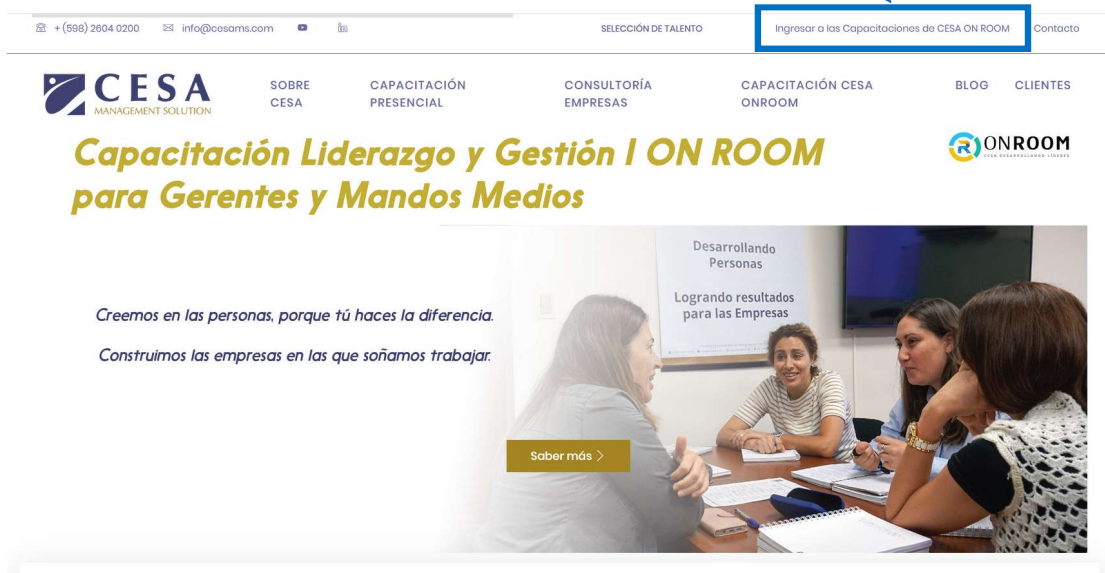 +(598) 2604 0200 info@cesams.com SELECCIÓN DE TALENTO Ingresar a las Capacitaciones de CESA ON ROOM Contacto
CESA
MANAGEMENT SOLUTION
SOBRE
CESA
CAPACITACIÓN
PRESENCIAL
CONSULTORÍA
EMPRESAS
CAPACITACIÓN CESA
ONROOM
BLOG
CLIENTES
Capacitación Liderazgo y Gestión I ON ROOM
para Gerentes y Mandos Medios
R ONROOM
CESA DESARROLLANDO LÍDERES
Desarrollando
Personas
Logrando resultados
para las Empresas
Creemos en las personas, porque tú haces la diferencia.
Construimos las empresas en las que soñamos trabajar.
Saber más >